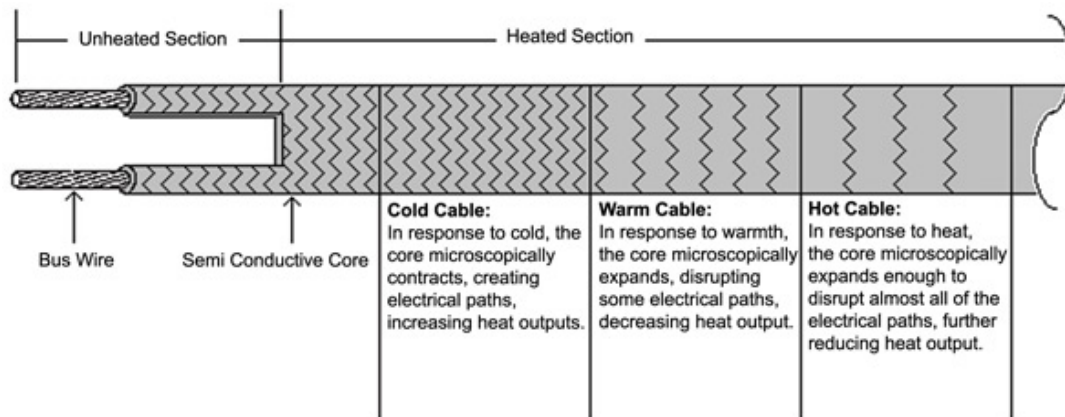 Unheated Section
Heated Section
Bus Wire
Semi Conductive Core
Cold Cable:
In response to cold, the
core microscopically
contracts, creating
electrical paths,
increasing heat outputs.
Warm Cable:
In response to warmth,
the core microscopically
expands, disrupting
some electrical paths,
decreasing heat output.
Hot Cable:
In response to heat,
the core microscopically
expands enough to
disrupt almost all of the
electrical paths, further
reducing heat output.